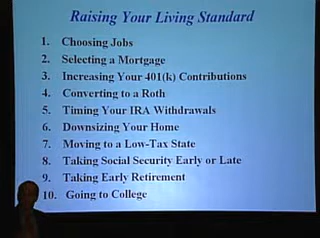 Raising Your Living Standard
1. Choosing Jobs
2. Selecting a Mortgage
3. Increasing Your 401(k) Contributions
4. Converting to a Roth
5. Timing Your IRA Withdrawals
6. Downsizing Your Home
7. Moving to a Low-Tax State
8. Taking Social Security Early or Late
9. Taking Early Retirement
10. Going to College